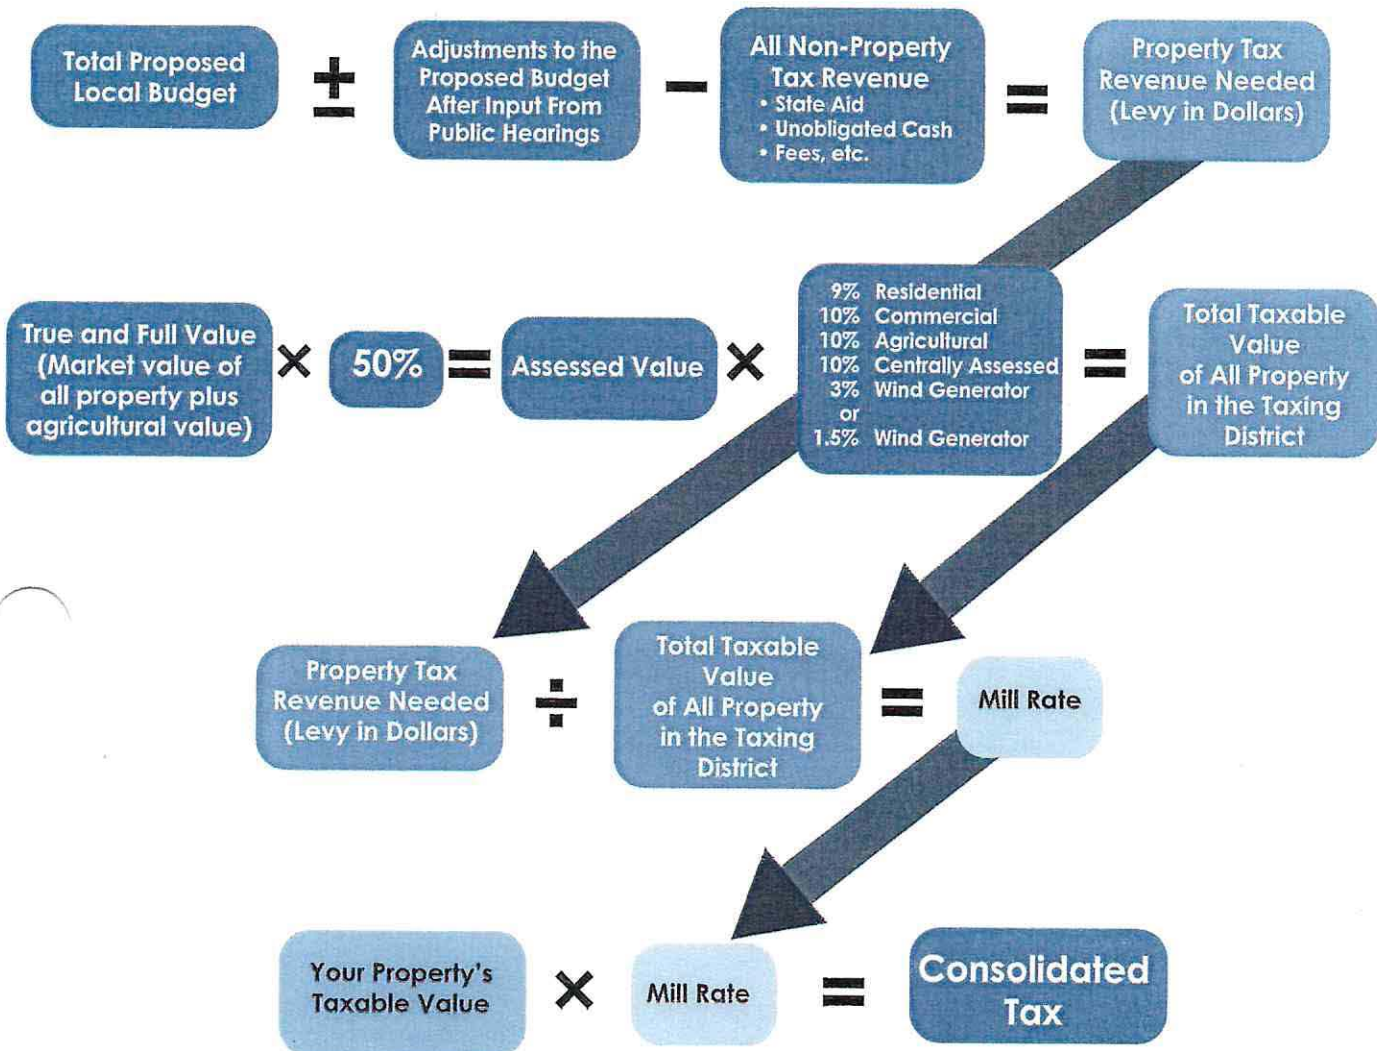 Total Proposed
Local Budget
±
Adjustments to the
Proposed Budget
After Input From
Public Hearings
−
All Non-Property
Tax Revenue
• State Aid
• Unobligated Cash
• Fees, etc.
=
Property Tax
Revenue Needed
(Levy in Dollars)
True and Full Value
(Market value of
all property plus
agricultural value)
×
50%
=
Assessed Value
×
9% Residential
10% Commercial
10% Agricultural
10% Centrally Assessed
3% Wind Generator
or
1.5% Wind Generator
=
Total Taxable
Value
of All Property
in the Taxing
District
Property Tax
Revenue Needed
(Levy in Dollars)
÷
Total Taxable
Value
of All Property
in the Taxing
District
=
Mill Rate
Your Property's
Taxable Value
×
Mill Rate
=
Consolidated
Tax